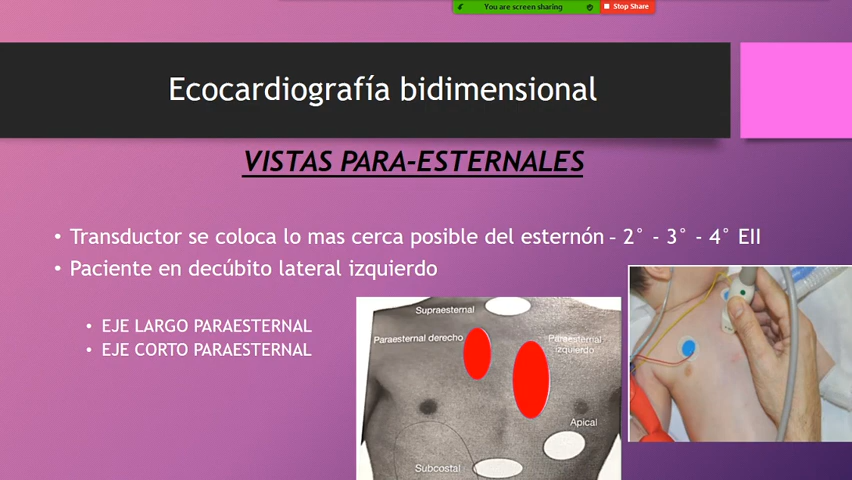 You are screen sharing
Stop Share
Ecocardiografía bidimensional
VISTAS PARA-ESTERNALES
• Transductor se coloca lo mas cerca posible del esternón - 2° - 3° - 4° EII
• Paciente en decúbito lateral izquierdo
• EJE LARGO PARAESTERNAL
• EJE CORTO PARAESTERNAL
Supraesternal
Paraesternal derecho
Paraesternal
izquierdo
Apical
Subcostal